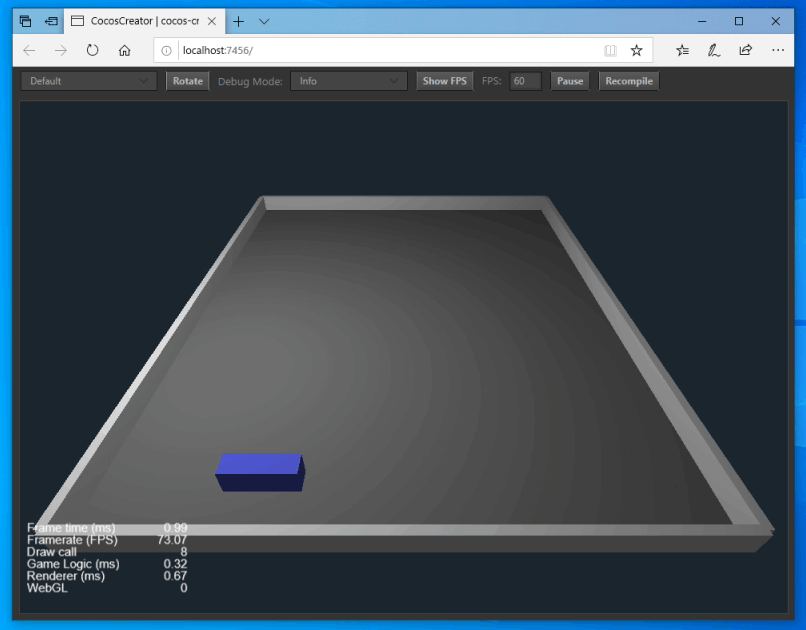 CocosCreator | cocos-cr
localhost:7456/
Default Rotate Debug Mode: Info Show FPS FPS: 60 Pause Recompile
Frame time (ms) 0.99
Framerate (FPS) 73.07
Draw call 8
Game Logic (ms) 0.32
Renderer (ms) 0.67
WebGL 0